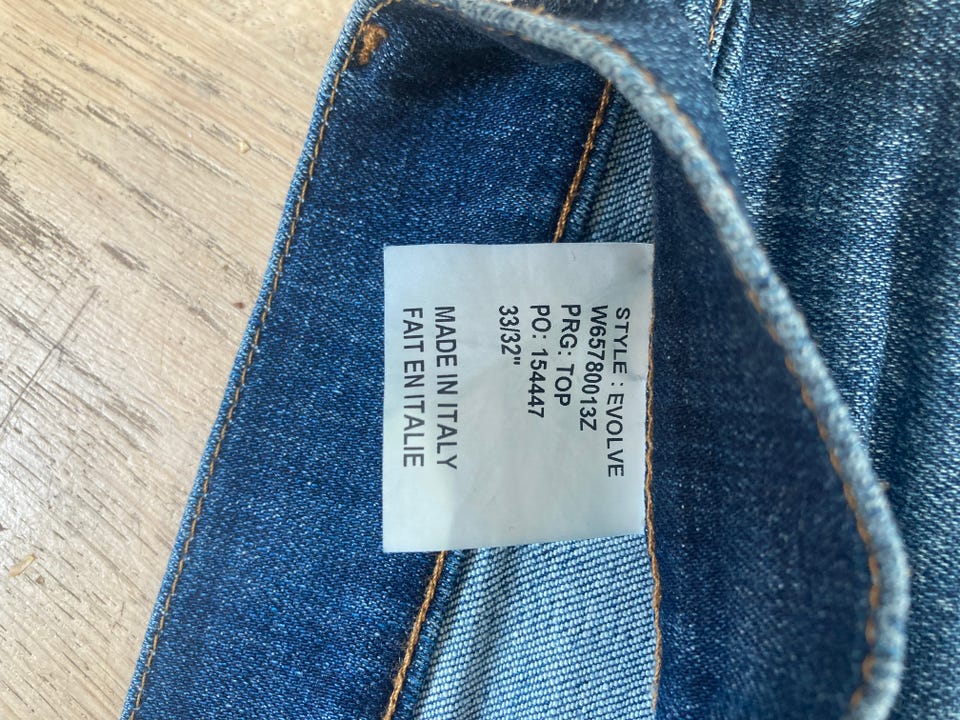 STYLE : EVOLVE
W65780013Z
PRG: TOP
PO: 154447
33/32"
MADE IN ITALY
FAIT EN ITALIE